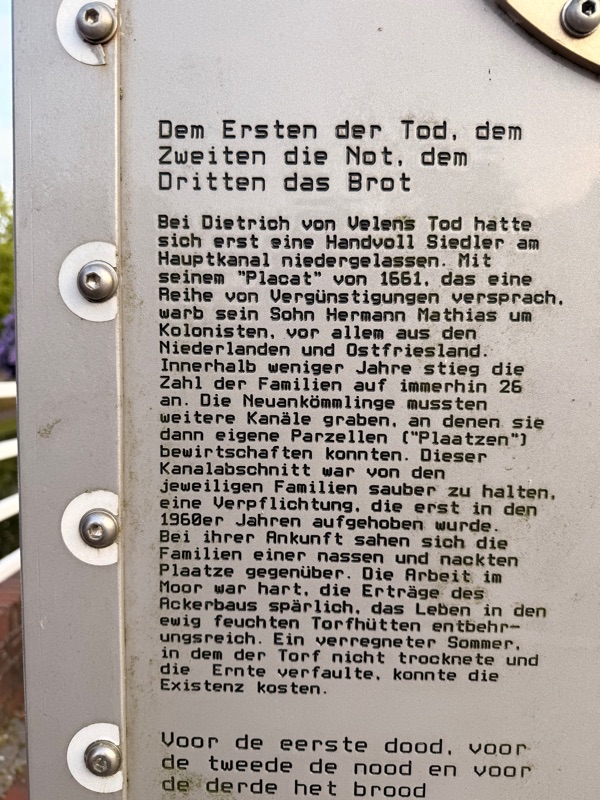 Dem Ersten der Tod, dem
Zweiten die Not, dem
Dritten das Brot
Bei Dietrich von Velens Tod hatte
sich erst eine Handvoll Siedler am
Hauptkanal niedergelassen. Mit
seinem "Placat" von 1661, das eine
Reihe von Vergünstigungen versprach,
warb sein Sohn Hermann Mathias um
Kolonisten, vor allem aus den
Niederlanden und Ostfriesland.
Innerhalb weniger Jahre stieg die
Zahl der Familien auf immerhin 26
an. Die Neuankömmlinge mussten
weitere Kanäle graben, an denen sie
dann eigene Parzellen ("Plaatzen")
bewirtschaften konnten. Dieser
Kanalabschnitt war von den
jeweiligen Familien sauber zu halten,
eine Verpflichtung, die erst in den
1960er Jahren aufgehoben wurde.
Bei ihrer Ankunft sahen sich die
Familien einer nassen und nackten
Plaatze gegenüber. Die Arbeit im
Moor war hart, die Erträge des
Ackerbaus spärlich, das Leben in den
ewig feuchten Torfhütten entbehr-
ungsreich. Ein verregneter Sommer,
in dem der Torf nicht trocknete und
die Ernte verfaulte, konnte die
Existenz kosten.
Voor de eerste dood, voor
de tweede de nood en voor
de derde het brood